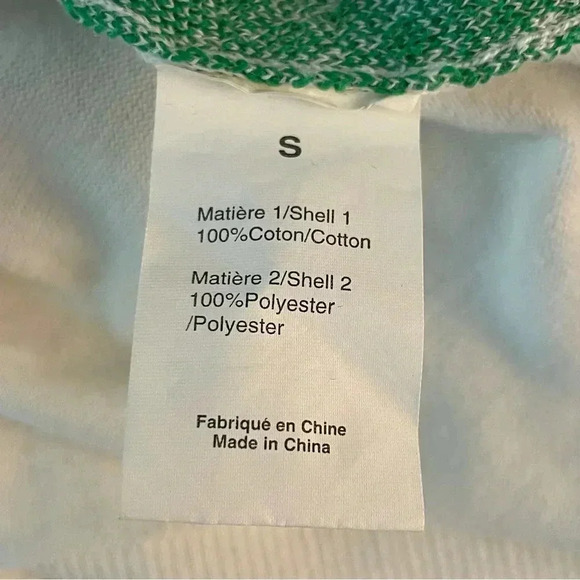 S
Matière 1/Shell 1
100%Coton/Cotton
Matière 2/Shell 2
100%Polyester
/Polyester
Fabriqué en Chine
Made in China